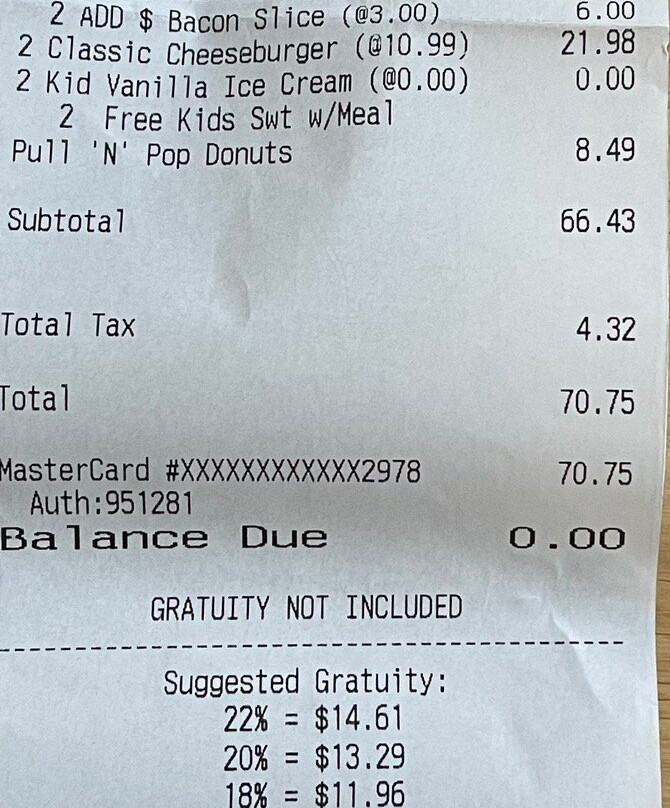 2 ADD $ Bacon Slice (@3.00) 6.00
2 Classic Cheeseburger (@10.99) 21.98
2 Kid Vanilla Ice Cream (@0.00) 0.00
2 Free Kids Swt w/Meal
Pull 'N' Pop Donuts 8.49
Subtotal 66.43
Total Tax 4.32
Total 70.75
MasterCard #XXXXXXXXXXXX2978 70.75
Auth:951281
Balance Due 0.00
GRATUITY NOT INCLUDED
Suggested Gratuity:
22% = $14.61
20% = $13.29
18% = $11.96